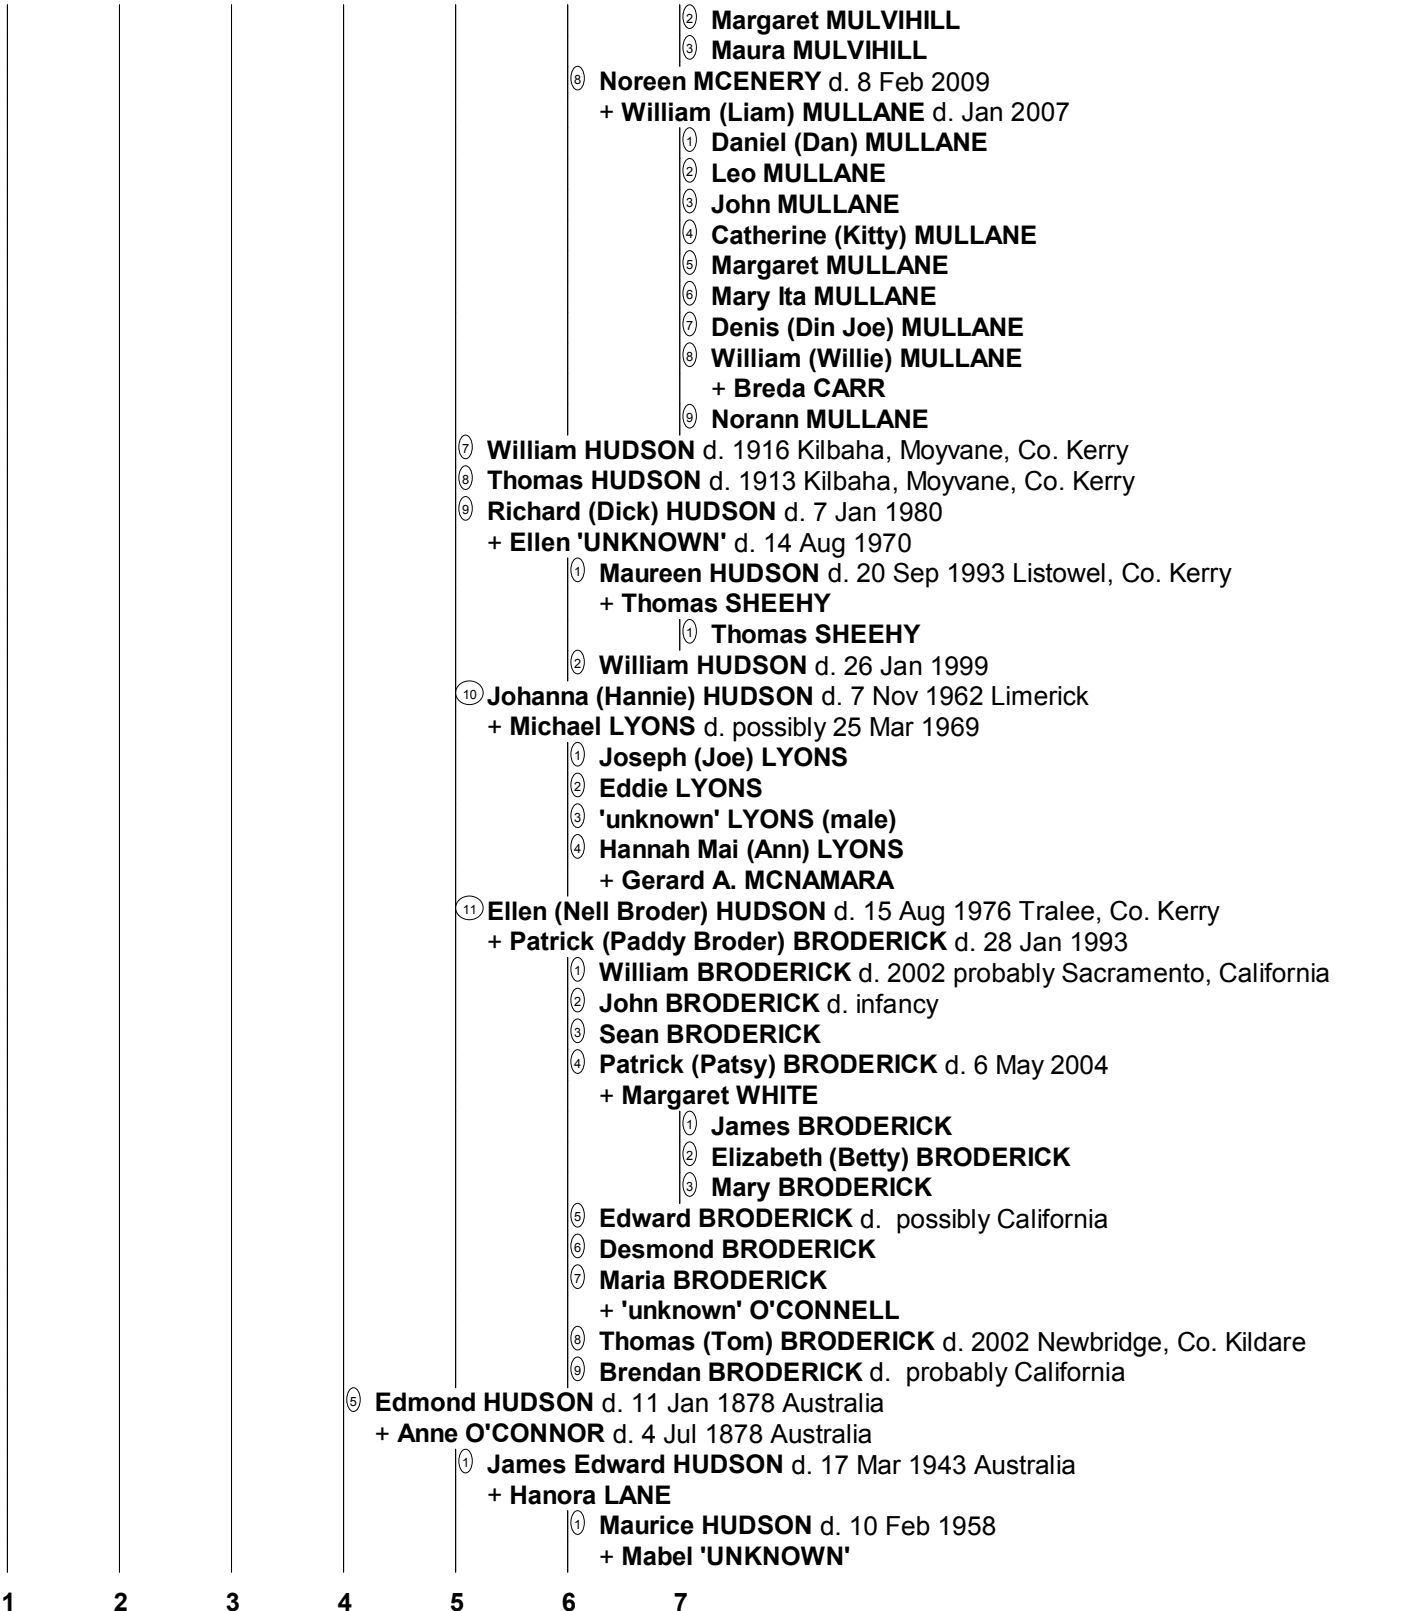 ② Margaret MULVIHILL
③ Maura MULVIHILL
⑧ Noreen MCENERY d. 8 Feb 2009
+ William (Liam) MULLANE d. Jan 2007
① Daniel (Dan) MULLANE
② Leo MULLANE
③ John MULLANE
④ Catherine (Kitty) MULLANE
⑤ Margaret MULLANE
⑥ Mary Ita MULLANE
⑦ Denis (Din Joe) MULLANE
⑧ William (Willie) MULLANE
+ Breda CARR
⑨ Norann MULLANE
⑦ William HUDSON d. 1916 Kilbaha, Moyvane, Co. Kerry
⑧ Thomas HUDSON d. 1913 Kilbaha, Moyvane, Co. Kerry
⑨ Richard (Dick) HUDSON d. 7 Jan 1980
+ Ellen 'UNKNOWN' d. 14 Aug 1970
① Maureen HUDSON d. 20 Sep 1993 Listowel, Co. Kerry
+ Thomas SHEEHY
① Thomas SHEEHY
② William HUDSON d. 26 Jan 1999
⑩ Johanna (Hannie) HUDSON d. 7 Nov 1962 Limerick
+ Michael LYONS d. possibly 25 Mar 1969
① Joseph (Joe) LYONS
② Eddie LYONS
③ 'unknown' LYONS (male)
④ Hannah Mai (Ann) LYONS
+ Gerard A. MCNAMARA
⑪ Ellen (Nell Broder) HUDSON d. 15 Aug 1976 Tralee, Co. Kerry
+ Patrick (Paddy Broder) BRODERICK d. 28 Jan 1993
① William BRODERICK d. 2002 probably Sacramento, California
② John BRODERICK d. infancy
③ Sean BRODERICK
④ Patrick (Patsy) BRODERICK d. 6 May 2004
+ Margaret WHITE
① James BRODERICK
② Elizabeth (Betty) BRODERICK
③ Mary BRODERICK
⑤ Edward BRODERICK d. possibly California
⑥ Desmond BRODERICK
⑦ Maria BRODERICK
+ 'unknown' O'CONNELL
⑧ Thomas (Tom) BRODERICK d. 2002 Newbridge, Co. Kildare
⑨ Brendan BRODERICK d. probably California
⑤ Edmond HUDSON d. 11 Jan 1878 Australia
+ Anne O'CONNOR d. 4 Jul 1878 Australia
① James Edward HUDSON d. 17 Mar 1943 Australia
+ Hanora LANE
① Maurice HUDSON d. 10 Feb 1958
+ Mabel 'UNKNOWN'
1 2 3 4 5 6 7